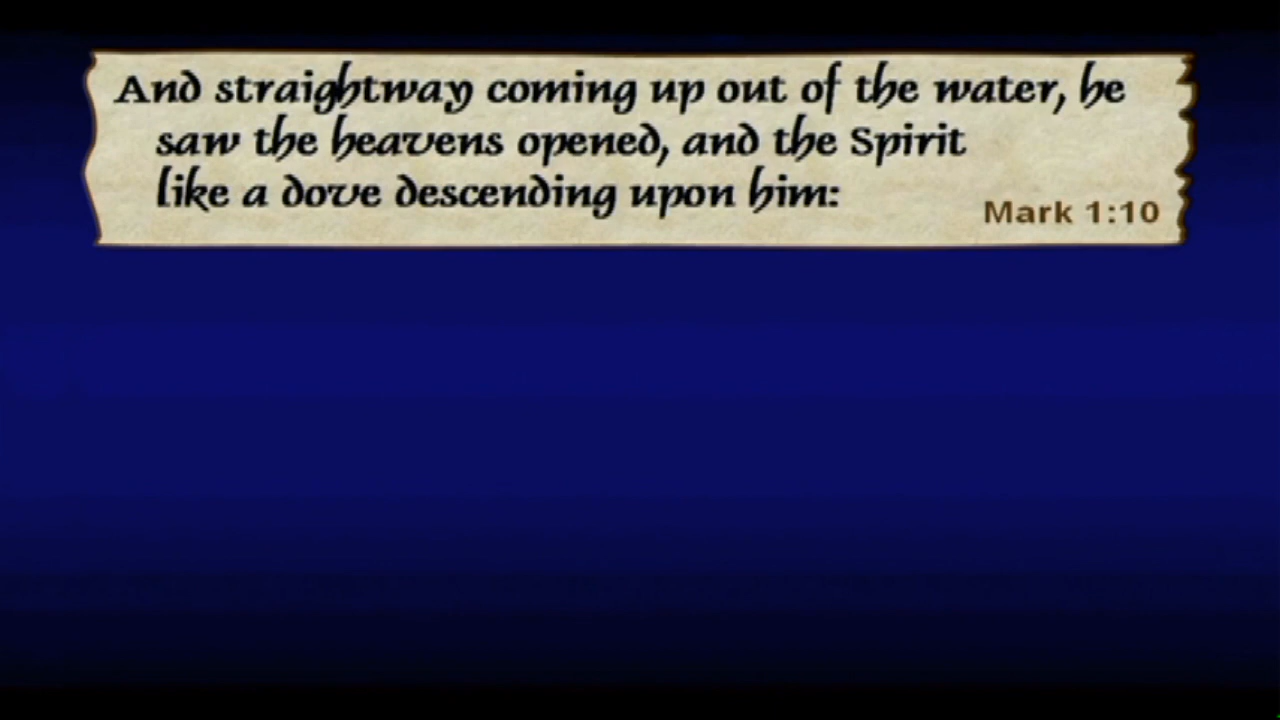 And straightway coming up out of the water, he
saw the heavens opened, and the Spirit
like a dove descending upon him:
Mark 1:10